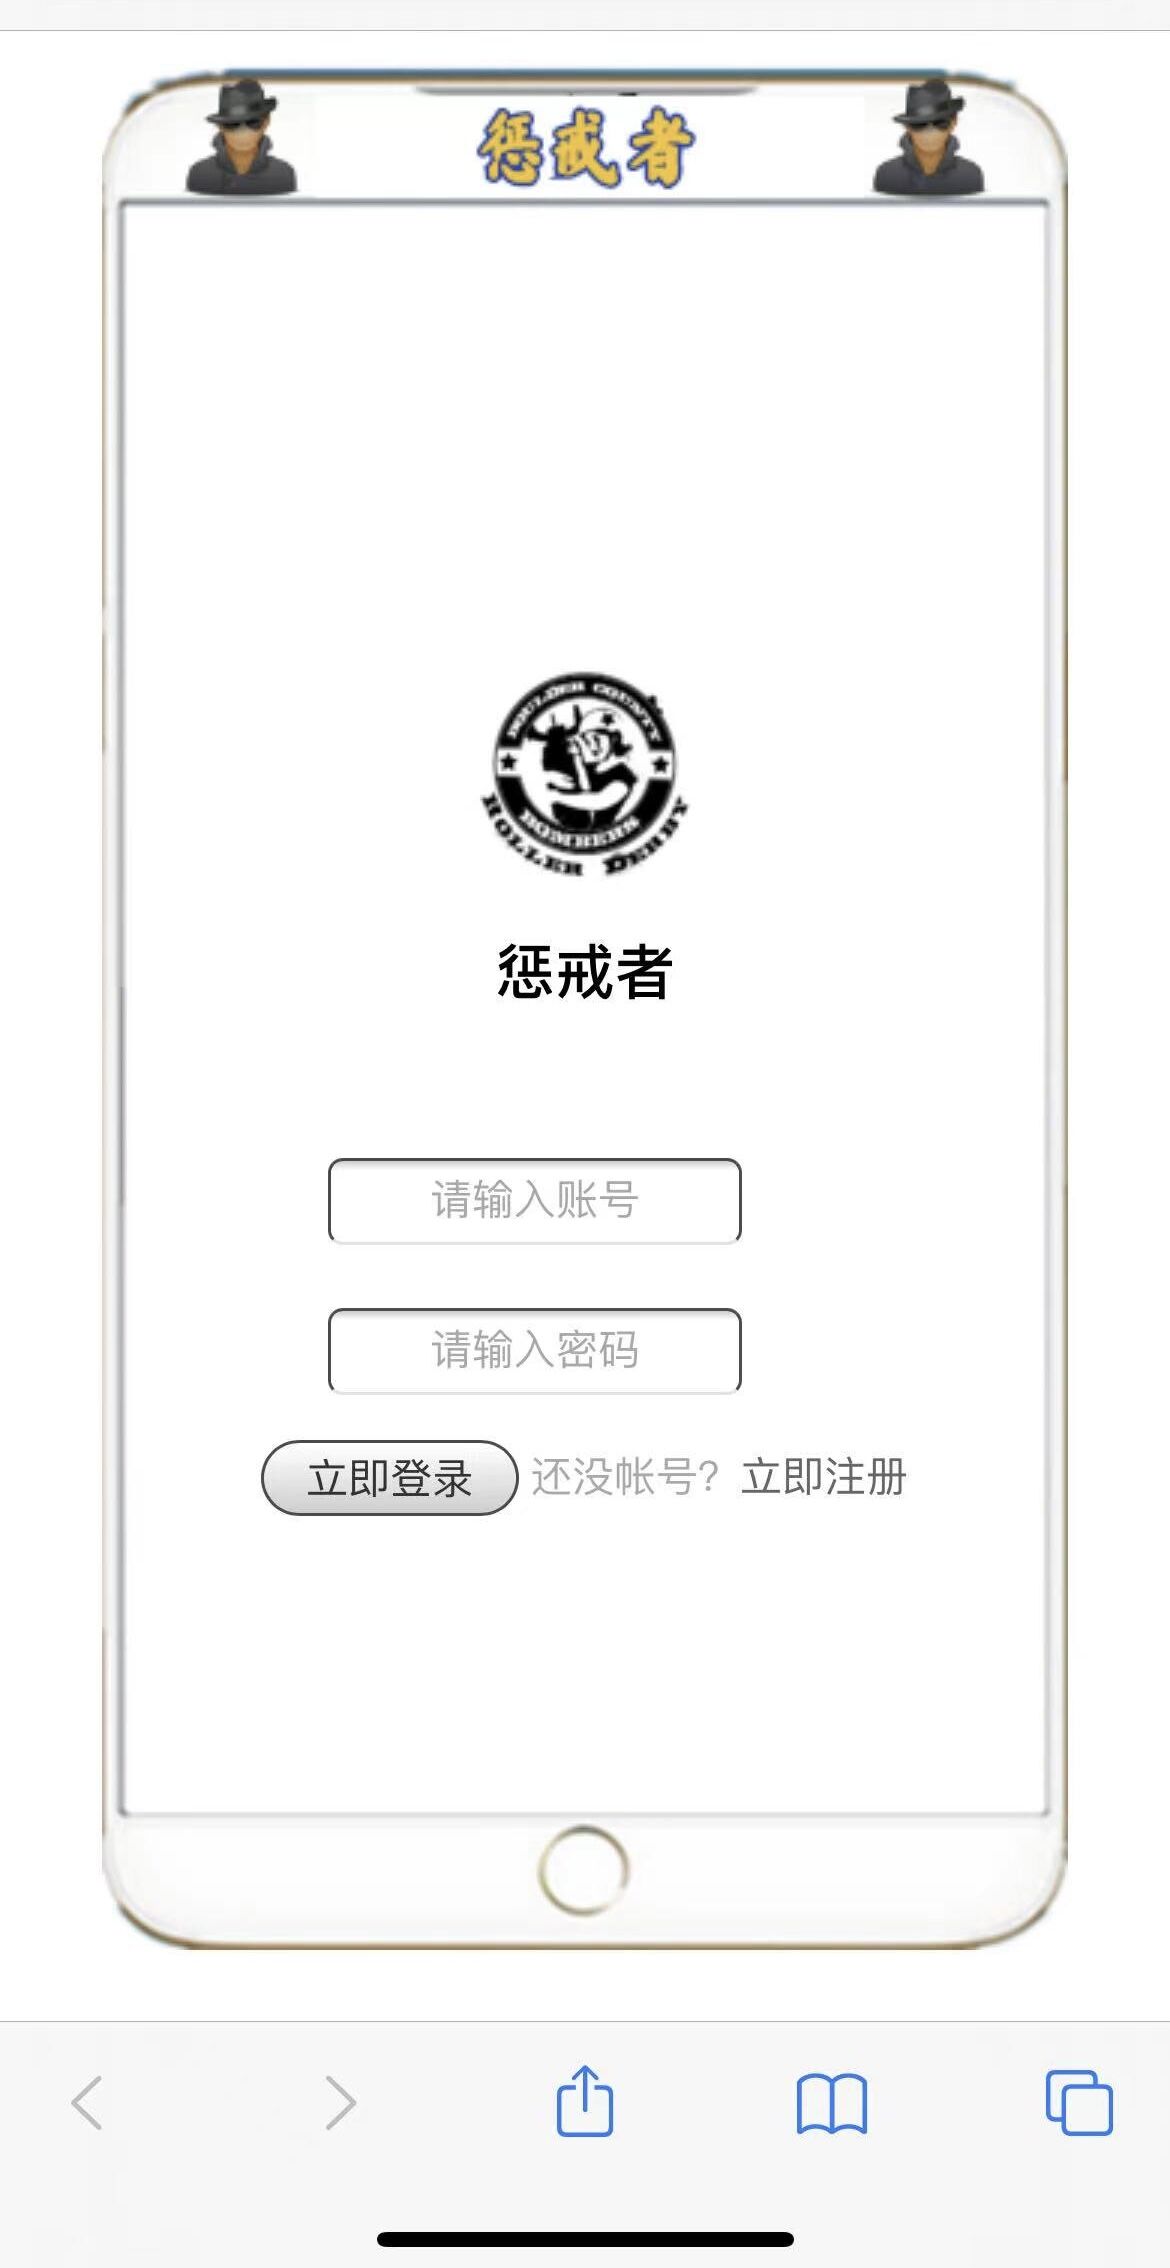 惩戒者
BOULDER COUNTY
BOMBERS
ROLLER DERBY
惩戒者
请输入账号
请输入密码
立即登录 还没帐号？立即注册